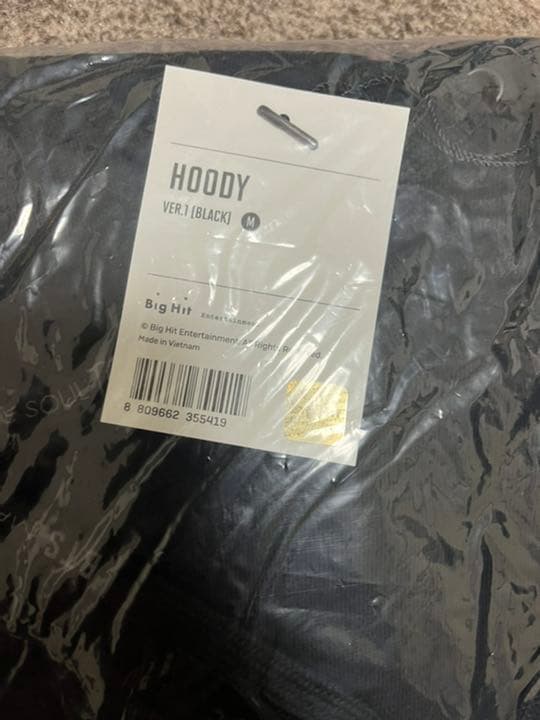 HOODY
VER.1 [BLACK] M
Big Hit Entertainment
© Big Hit Entertainment. All Rights Reserved.
Made in Vietnam
8 809662 355419